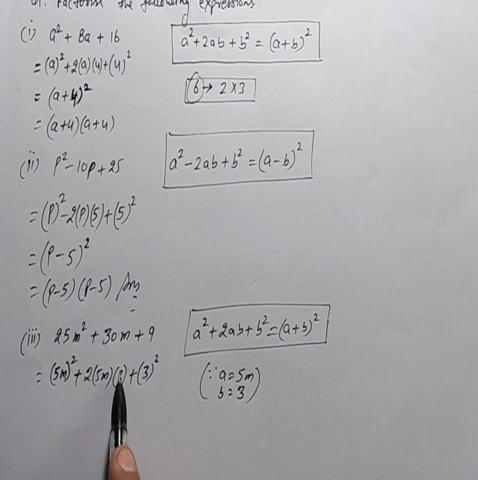 Factorise the following expressions
(i) a² + 8a + 16
a²+2ab+b² = (a+b)²
= (a)²+2(a)(4)+(4)²
= (a+4)²
6 → 2×3
= (a+4)(a+4)
(ii) p²-10p+25
a²-2ab+b² = (a-b)²
= (p)²-2(p)(5)+(5)²
= (p-5)²
= (p-5)(p-5) Ans
(iii) 25m² + 30m + 9
a²+2ab+b² = (a+b)²
= (5m)²+2(5m)( )+(3)²
(∵ a = 5m
b = 3)